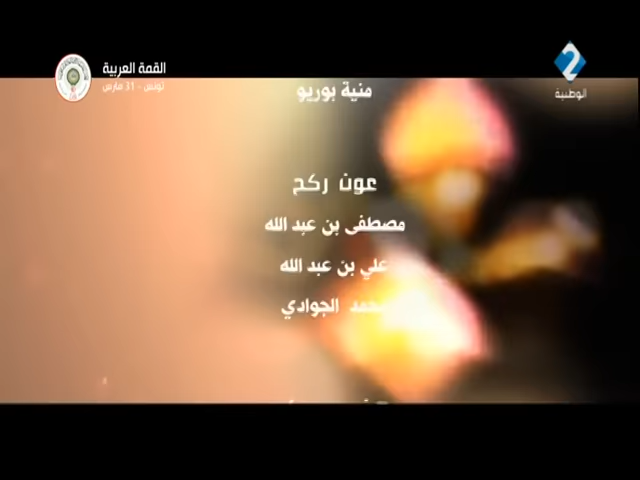 القمة العربية
تونس - 31 مارس
2
الوطنية
منية بوريو
عون ركح
مصطفى بن عبد الله
علي بن عبد الله
محمد الجوادي